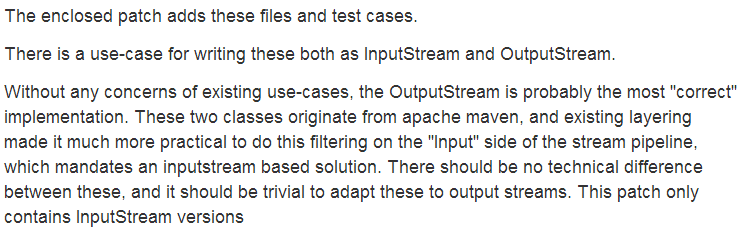 The enclosed patch adds these files and test cases.
There is a use-case for writing these both as InputStream and OutputStream.
Without any concerns of existing use-cases, the OutputStream is probably the most "correct"
implementation. These two classes originate from apache maven, and existing layering
made it much more practical to do this filtering on the "Input" side of the stream pipeline,
which mandates an inputstream based solution. There should be no technical difference
between these, and it should be trivial to adapt these to output streams. This patch only
contains InputStream versions